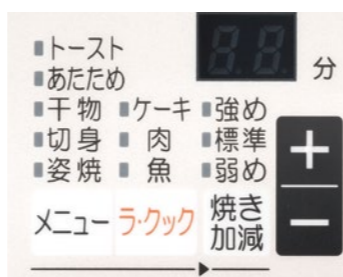 トースト
あたため
分
干物 ケーキ 強め
切身 肉 標準
姿焼 魚 弱め
＋
メニュー ラ・クック 焼き加減
－